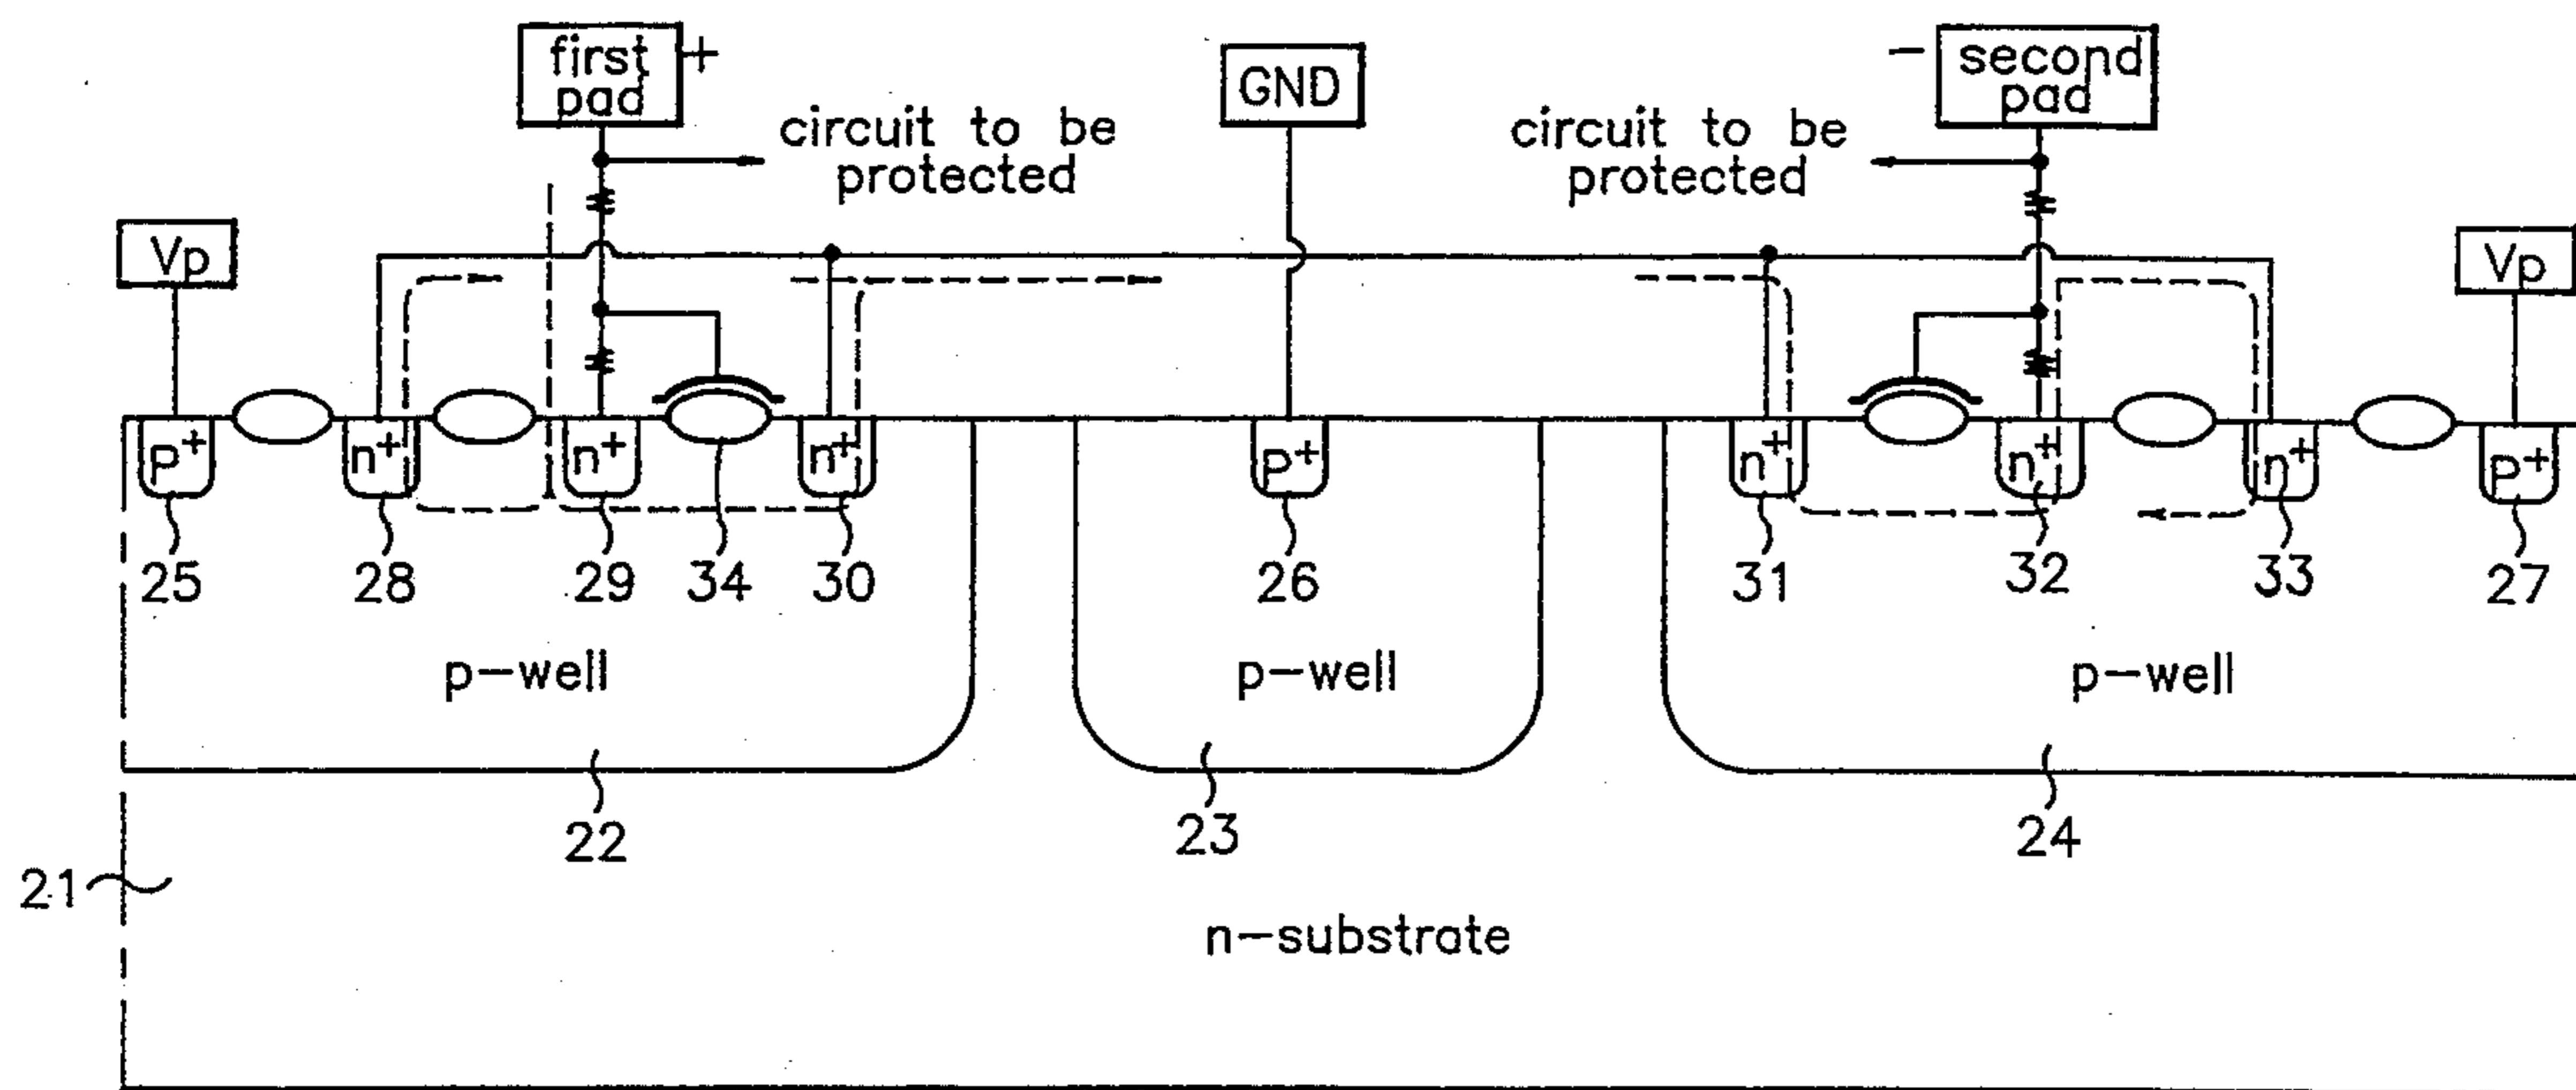 first
pad
+
GND
-
second
pad
circuit to be
protected
circuit to be
protected
Vp
Vp
P+
n+
n+
n+
P+
n+
n+
n+
P+
25
28
29
34
30
26
31
32
33
27
p-well
p-well
p-well
22
23
24
21
n-substrate